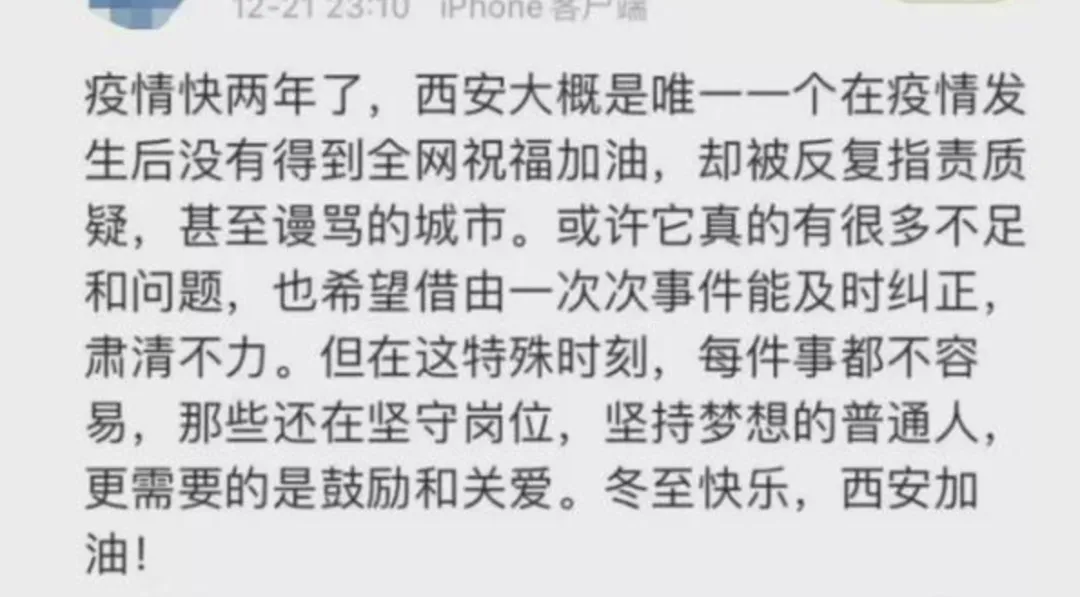 12-21 23:10 iPhone客户端
疫情快两年了，西安大概是唯一一个在疫情发
生后没有得到全网祝福加油，却被反复指责质
疑，甚至谩骂的城市。或许它真的有很多不足
和问题，也希望借由一次次事件能及时纠正，
肃清不力。但在这特殊时刻，每件事都不容
易，那些还在坚守岗位，坚持梦想的普通人，
更需要的是鼓励和关爱。冬至快乐，西安加
油！